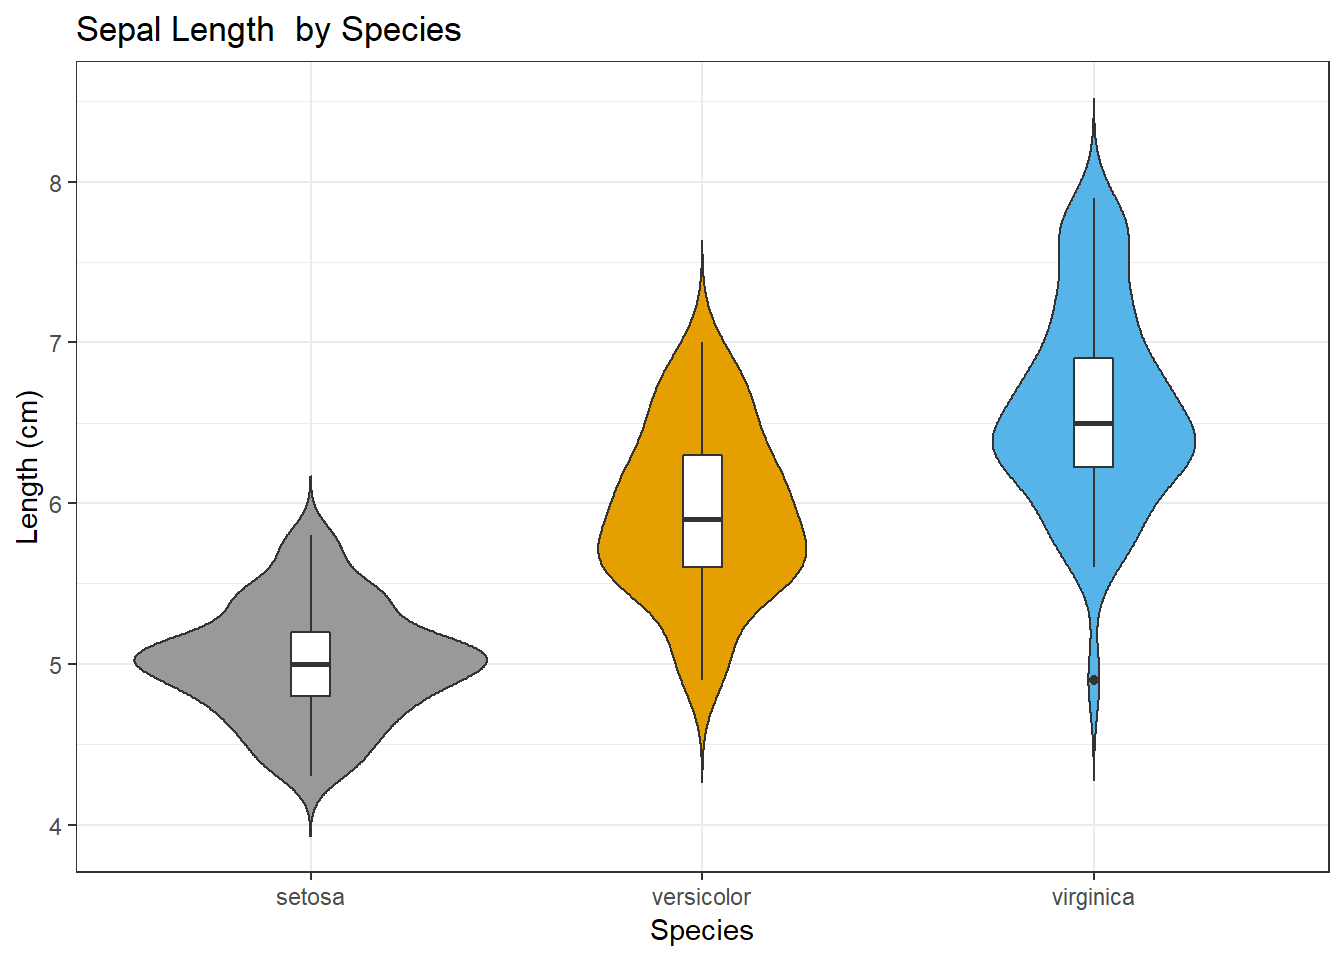 Sepal Length  by Species
8
7
6
5
4
Length (cm)
setosa versicolor virginica
Species